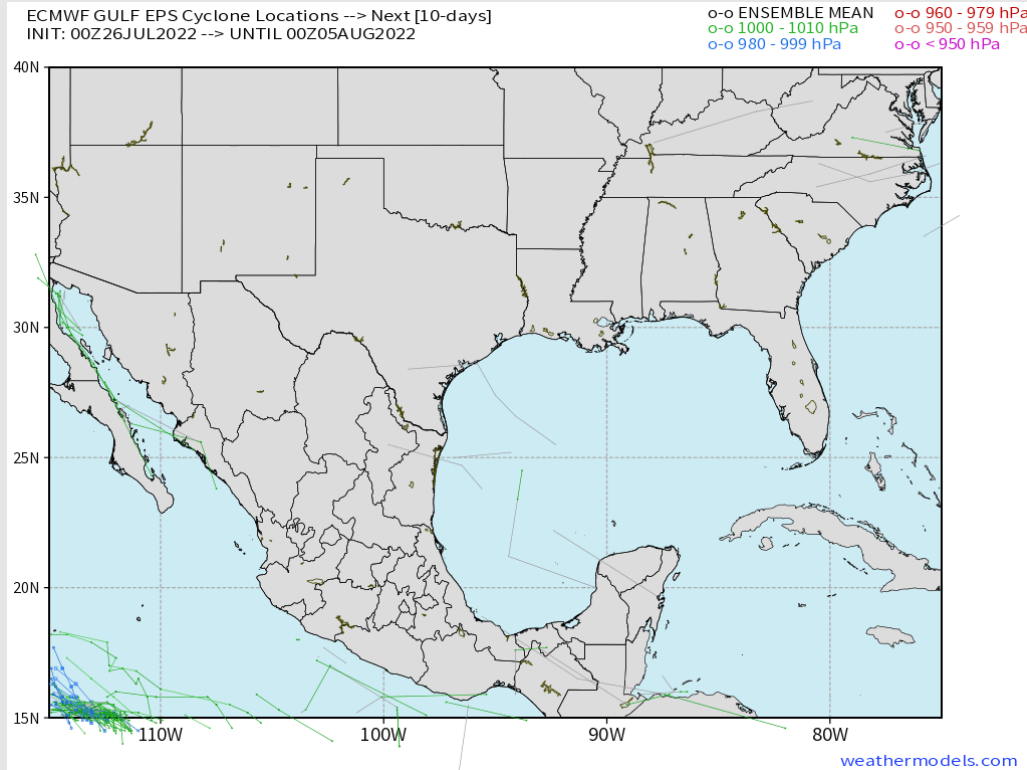 ECMWF GULF EPS Cyclone Locations --> Next [10-days]
INIT: 00Z26JUL2022 --> UNTIL 00Z05AUG2022
o-o ENSEMBLE MEAN
o-o 1000 - 1010 hPa
o-o 980 - 999 hPa
o-o 960 - 979 hPa
o-o 950 - 959 hPa
o-o < 950 hPa
40N
35N
30N
25N
20N
15N
110W 100W 90W 80W
weathermodels.com